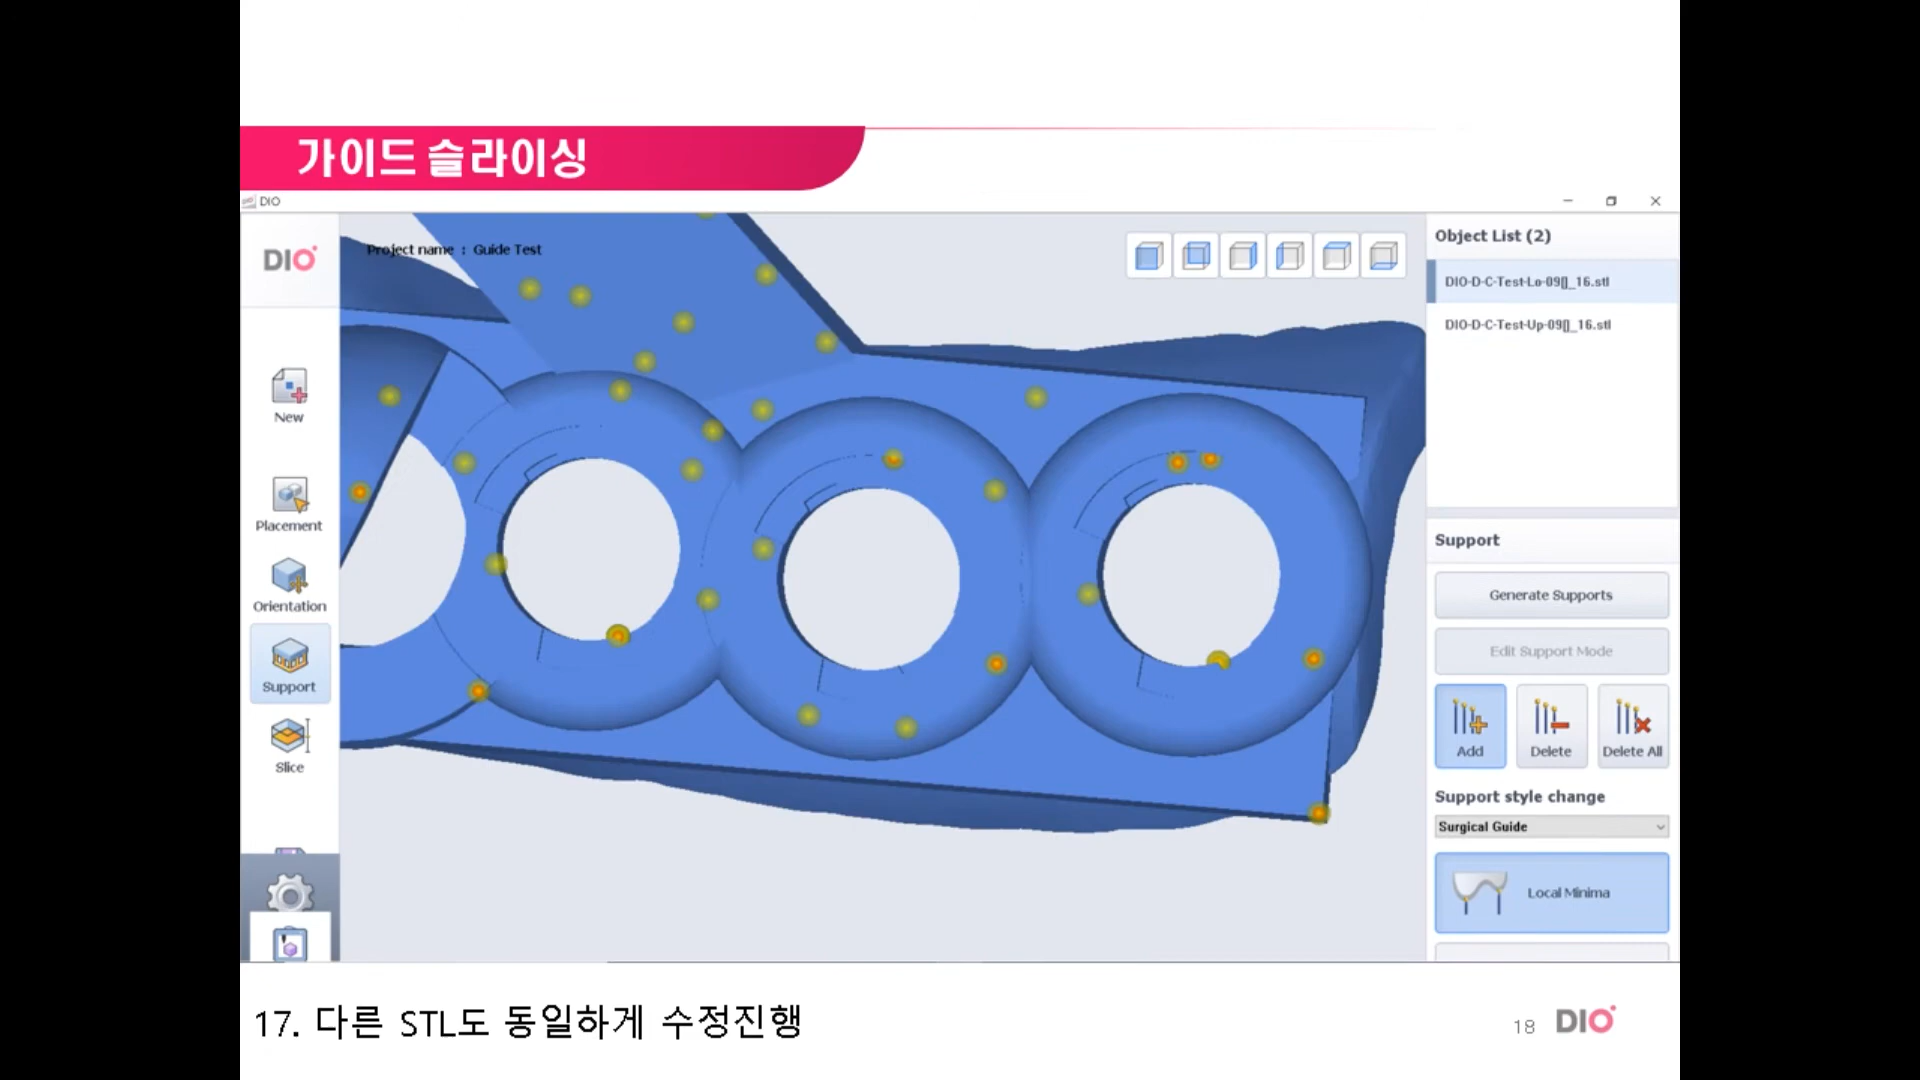 가이드 슬라이싱
DIO
DIO
Project name : Guide Test
New
Placement
Orientation
Support
Slice
Object List (2)
DIO-D-C-Test-Lo-09[]_16.stl
DIO-D-C-Test-Up-09[]_16.stl
Support
Generate Supports
Edit Support Mode
Add
Delete
Delete All
Support style change
Surgical Guide
Local Minima
17. 다른 STL도 동일하게 수정진행
18
DIO